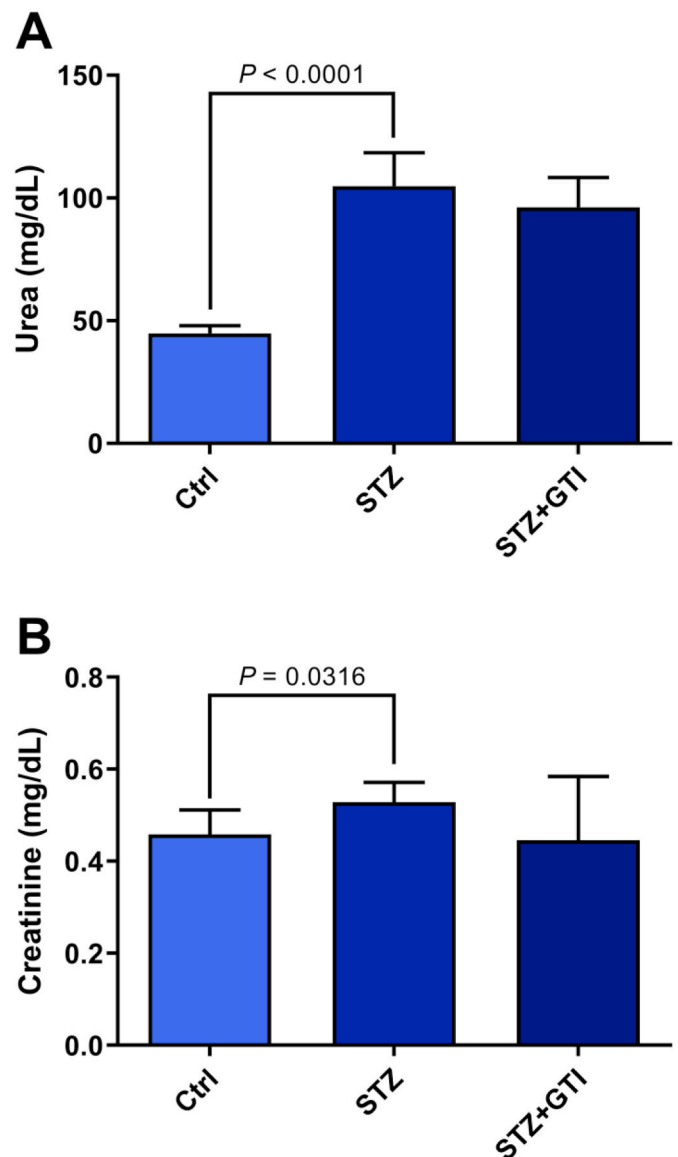 A
P < 0.0001
150
100
50
0
Urea (mg/dL)
Ctrl
STZ
STZ+GTI
B
P = 0.0316
0.8
0.6
0.4
0.2
0.0
Creatinine (mg/dL)
Ctrl
STZ
STZ+GTI